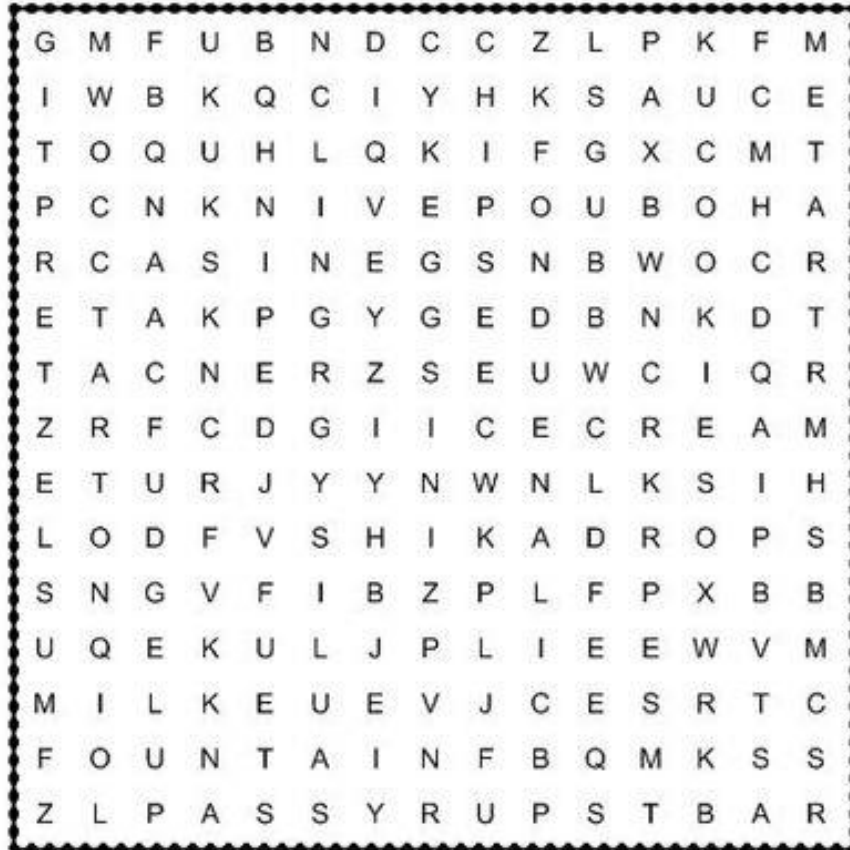 G M F U B N D C C Z L P K F M
I W B K Q C I Y H K S A U C E
T O Q U H L Q K I F G X C M T
P C N K N I V E P O U B O H A
R C A S I N E G S N B W O C R
E T A K P G Y G E D B N K D T
T A C N E R Z S E U W C I Q R
Z R F C D G I I C E C R E A M
E T U R J Y Y N W N L K S I H
L O D F V S H I K A D R O P S
S N G V F I B Z P L F P X B B
U Q E K U L J P L I E E W V M
M I L K E U E V J C E S R T C
F O U N T A I N F B Q M K S S
Z L P A S S Y R U P S T B A R